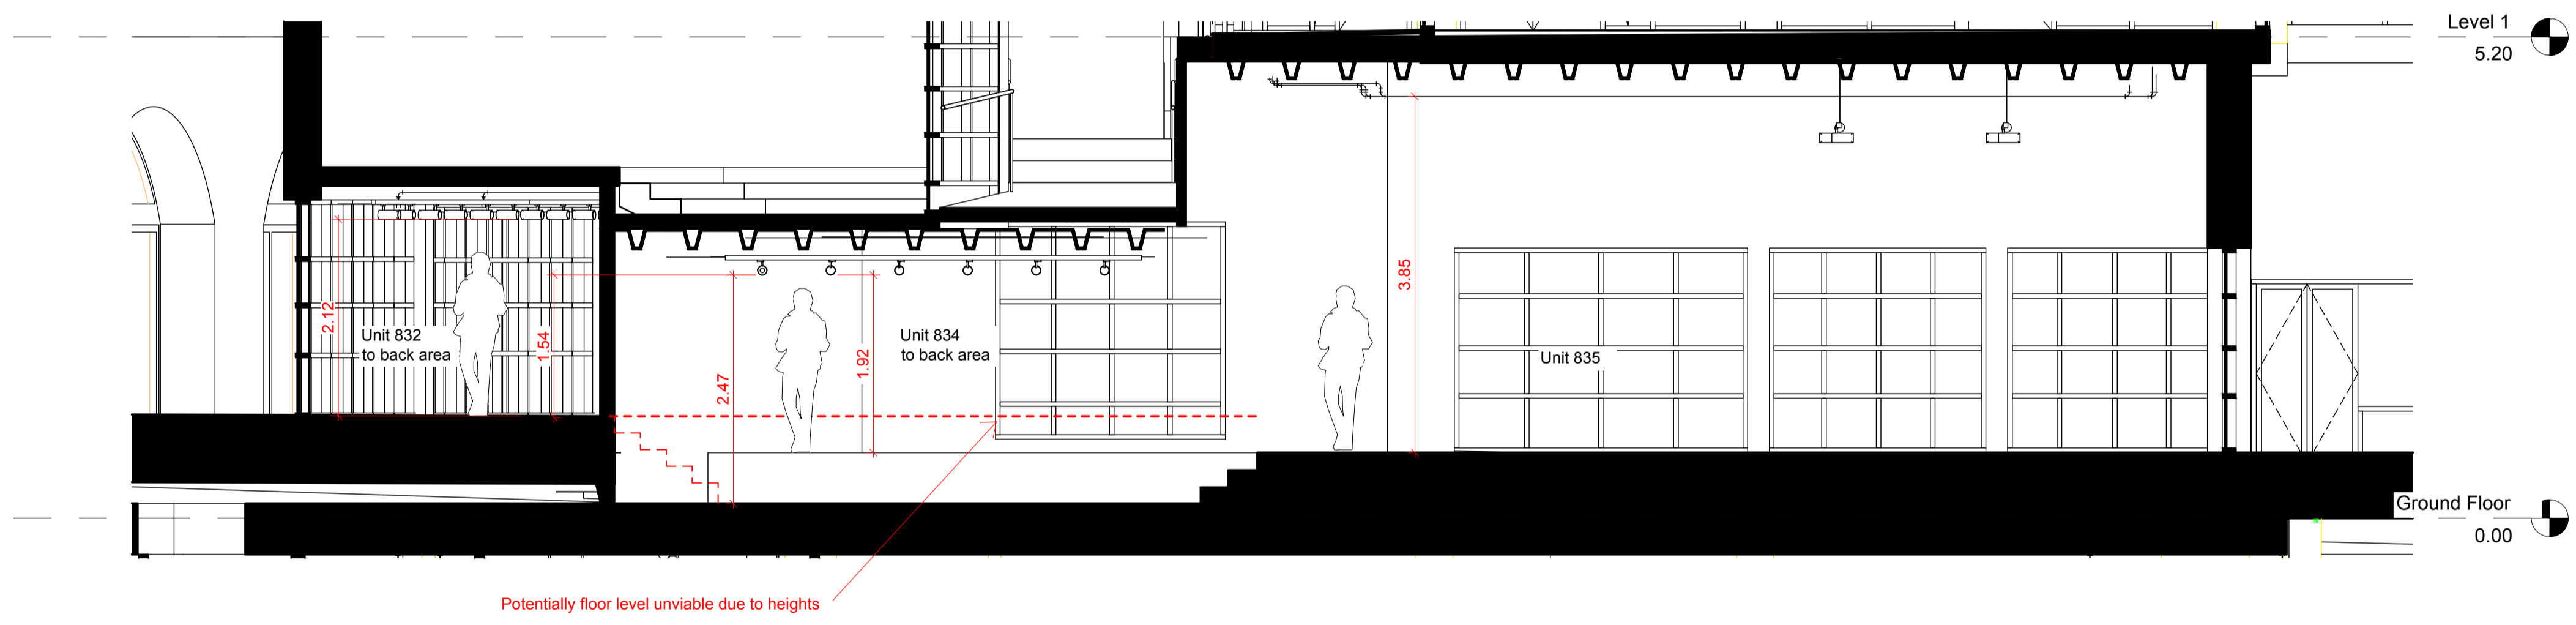 Level 1
5.20
3.85
2.12
Unit 832
to back area
1.54
2.47
1.92
Unit 834
to back area
Unit 835
Ground Floor
0.00
Potentially floor level unviable due to heights